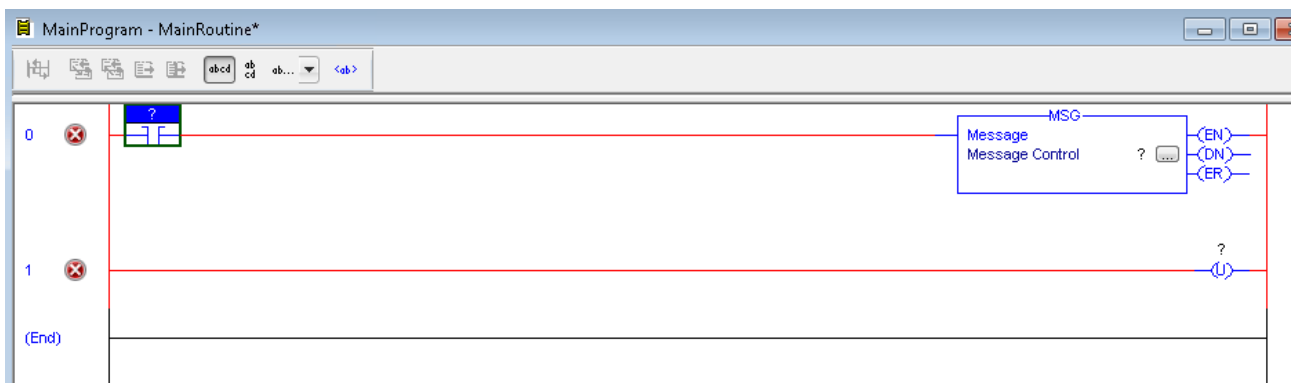 MainProgram - MainRoutine*
abcd ab cd ab... <ab>
?
0
MSG
Message
Message Control ? ...
EN
DN
ER
?
1
U
(End)